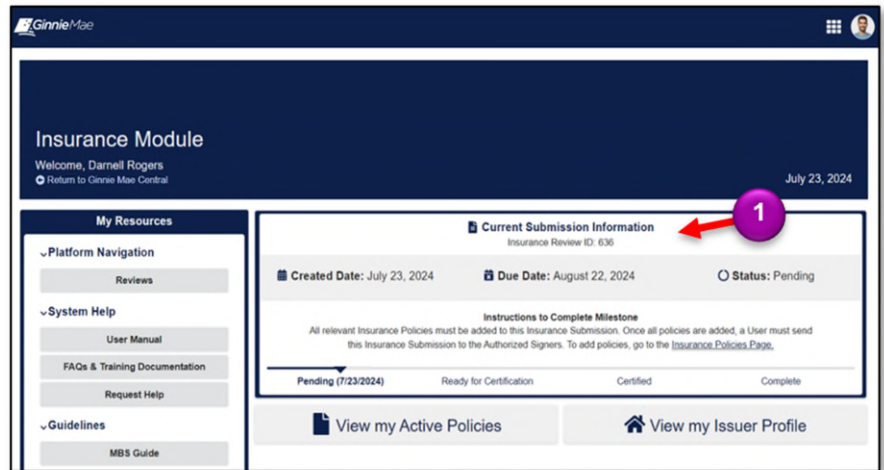 GinnieMae
Insurance Module
Welcome, Darnell Rogers
Return to Ginnie Mae Central
July 23, 2024
My Resources
Platform Navigation
Reviews
System Help
User Manual
FAQs & Training Documentation
Request Help
Guidelines
MBS Guide
1
Current Submission Information
Insurance Review ID: 636
Created Date: July 23, 2024
Due Date: August 22, 2024
Status: Pending
Instructions to Complete Milestone
All relevant Insurance Policies must be added to this Insurance Submission. Once all policies are added, a User must send
this Insurance Submission to the Authorized Signers. To add policies, go to the Insurance Policies Page.
Pending (7/23/2024)
Ready for Certification
Certified
Complete
View my Active Policies
View my Issuer Profile